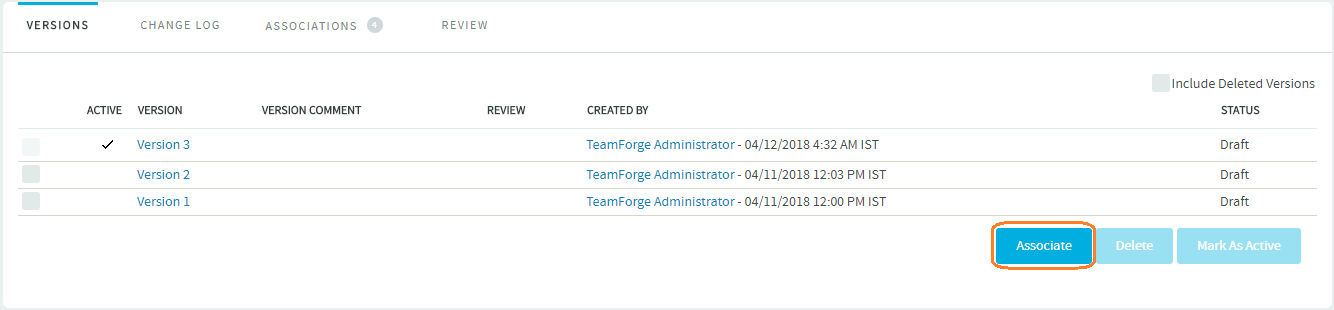 VERSIONS CHANGE LOG ASSOCIATIONS 4 REVIEW
Include Deleted Versions
ACTIVE VERSION VERSION COMMENT REVIEW CREATED BY STATUS
Version 3 TeamForge Administrator - 04/12/2018 4:32 AM IST Draft
Version 2 TeamForge Administrator - 04/11/2018 12:03 PM IST Draft
Version 1 TeamForge Administrator - 04/11/2018 12:00 PM IST Draft
Associate Delete Mark As Active